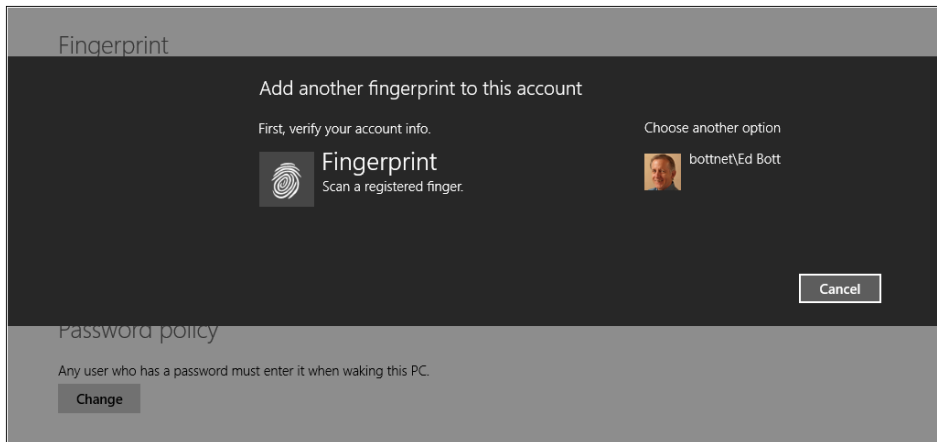 Fingerprint
Add another fingerprint to this account
First, verify your account info.
Fingerprint
Scan a registered finger.
Choose another option
bottnet\Ed Bott
Cancel
Password policy
Any user who has a password must enter it when waking this PC.
Change